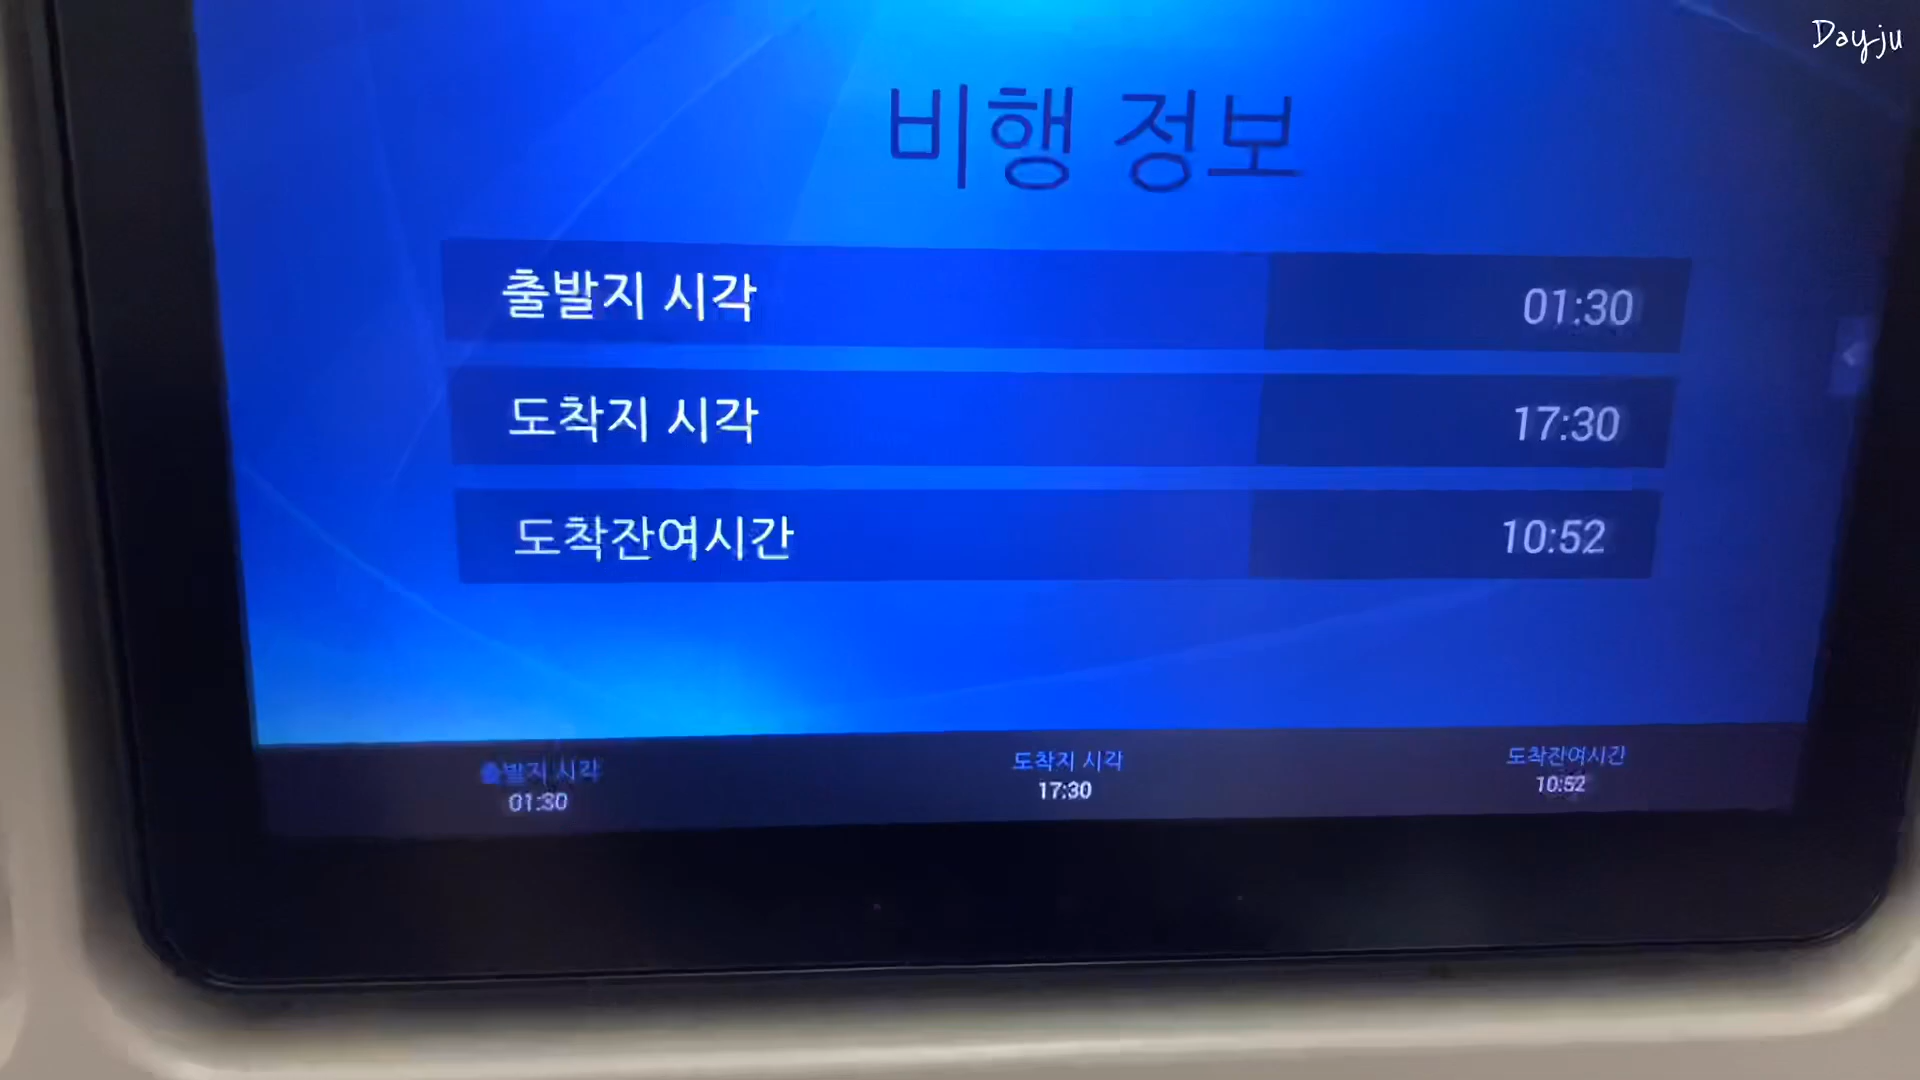 Day_ju
비행 정보
출발지 시각 01:30
도착지 시각 17:30
도착잔여시간 10:52
출발지 시각 도착지 시각 도착잔여시간
01:30 17:30 10:52